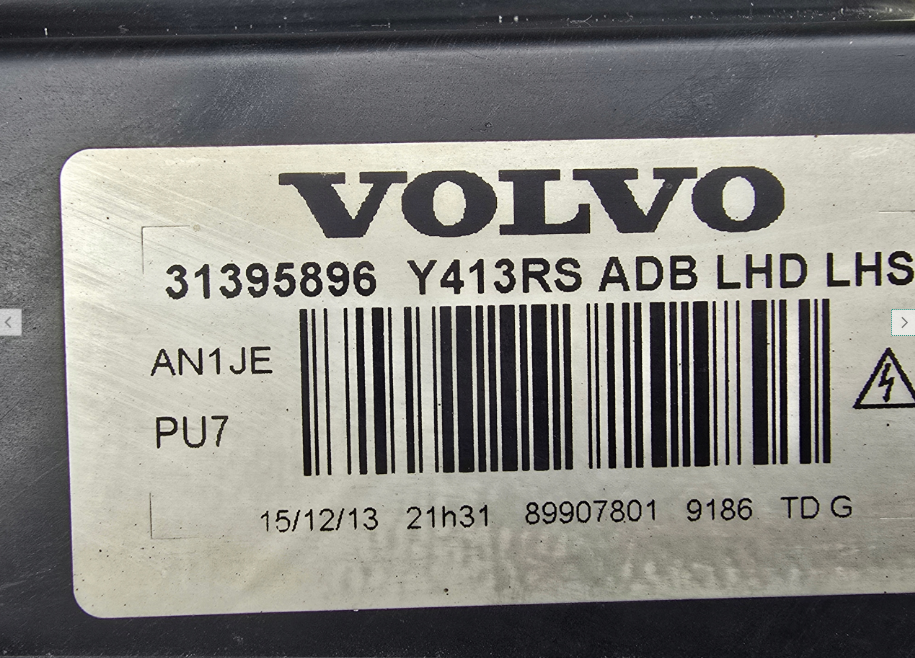 VOLVO
31395896 Y413RS ADB LHD LHS
AN1JE
PU7
15/12/13 21h31 89907801 9186 TD G